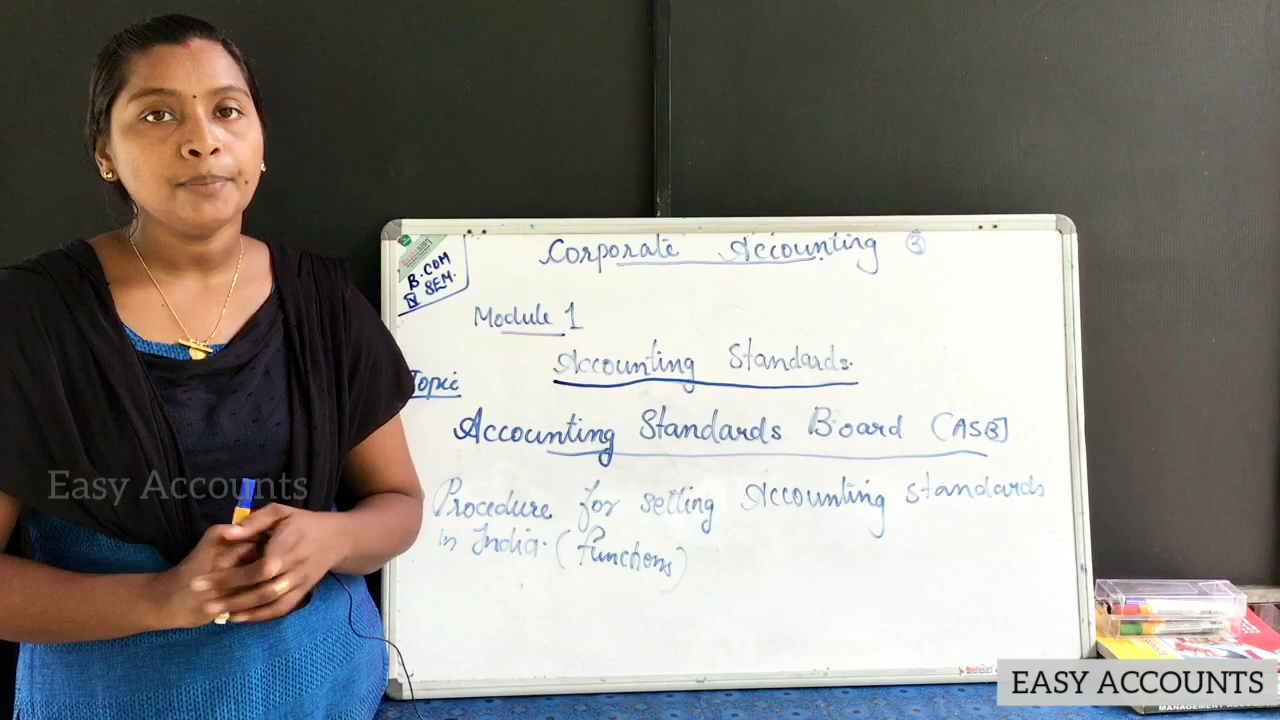 Corporate Accounting 3
B.COM
IV SEM.
Module 1
Accounting Standards.
Topic
Accounting Standards Board (ASB)
Procedure for setting Accounting standards
in India. (functions)
Easy Accounts
EASY ACCOUNTS
MANAGEMENT